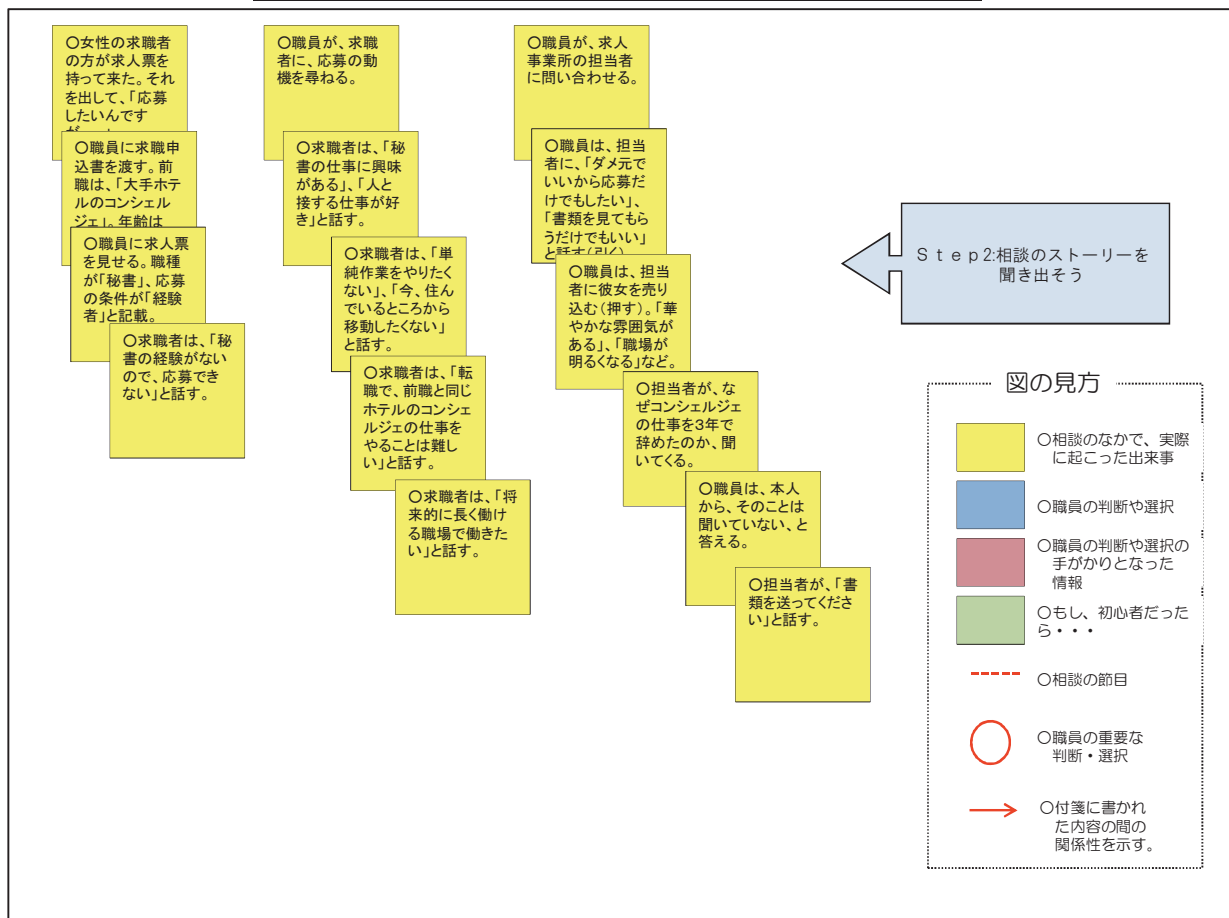 〇女性の求職者
の方が求人票を
持って来た。それ
を出して、「応募
したいんです
〇職員に求職申
込書を渡す。前
職は、「大手ホテ
ルのコンシェル
ジェ」。年齢は
〇職員に求人票
を見せる。職種
が「秘書」、応募
の条件が「経験
者」と記載。
〇求職者は、「秘
書の経験がない
ので、応募でき
ない」と話す。
〇職員が、求職
者に、応募の動
機を尋ねる。
〇求職者は、「秘
書の仕事に興味
がある」、「人と
接する仕事が好
き」と話す。
〇求職者は、「単
純作業をやりたく
ない」、「今、住ん
でいるところから
移動したくない」
と話す。
〇求職者は、「転
職で、前職と同じ
ホテルのコンシェ
ルジェの仕事を
やることは難し
い」と話す。
〇求職者は、「将
来的に長く働け
る職場で働きた
い」と話す。
〇職員が、求人
事業所の担当者
に問い合わせる。
〇職員は、担当
者に、「ダメ元で
いいから応募だ
けでもしたい」、
「書類を見てもら
うだけでもいい」
と話す(引く)
〇職員は、担当
者に彼女を売り
込む(押す)。「華
やかな雰囲気が
ある」、「職場が
明るくなる」など。
〇担当者が、な
ぜコンシェルジェ
の仕事を3年で
辞めたのか、聞
いてくる。
〇職員は、本人
から、そのことは
聞いていない、と
答える。
〇担当者が、「書
類を送ってくださ
い」と話す。
Step2:相談のストーリーを
聞き出そう
図の見方
〇相談のなかで、実際
に起こった出来事
〇職員の判断や選択
〇職員の判断や選択の
手がかりとなった
情報
〇もし、初心者だった
ら・・・
〇相談の節目
〇職員の重要な
判断・選択
〇付箋に書かれ
た内容の間の
関係性を示す。